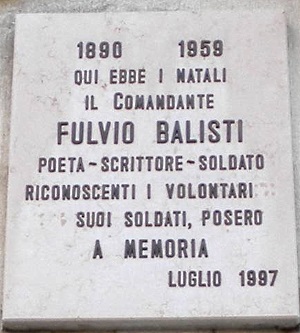 1890 1959
QUI EBBE I NATALI
IL COMANDANTE
FULVIO BALISTI
POETA-SCRITTORE-SOLDATO
RICONOSCENTI I VOLONTARI
SUOI SOLDATI, POSERO
A MEMORIA
LUGLIO 1997